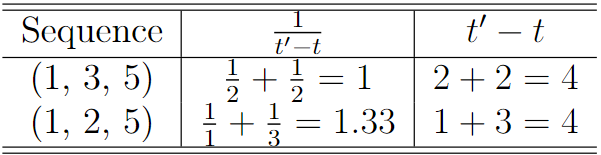 Sequence 1/(t′−t) t′ − t
(1, 3, 5) 1/2 + 1/2 = 1 2 + 2 = 4
(1, 2, 5) 1/1 + 1/3 = 1.33 1 + 3 = 4